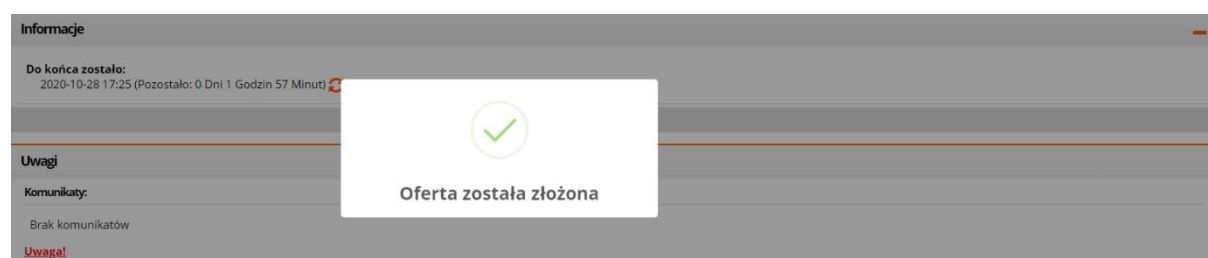 Informacje
Do końca zostało:
2020-10-28 17:25 (Pozostało: 0 Dni 1 Godzin 57 Minut)
Oferta została złożona
Uwagi
Komunikaty:
Brak komunikatów
Uwaga!